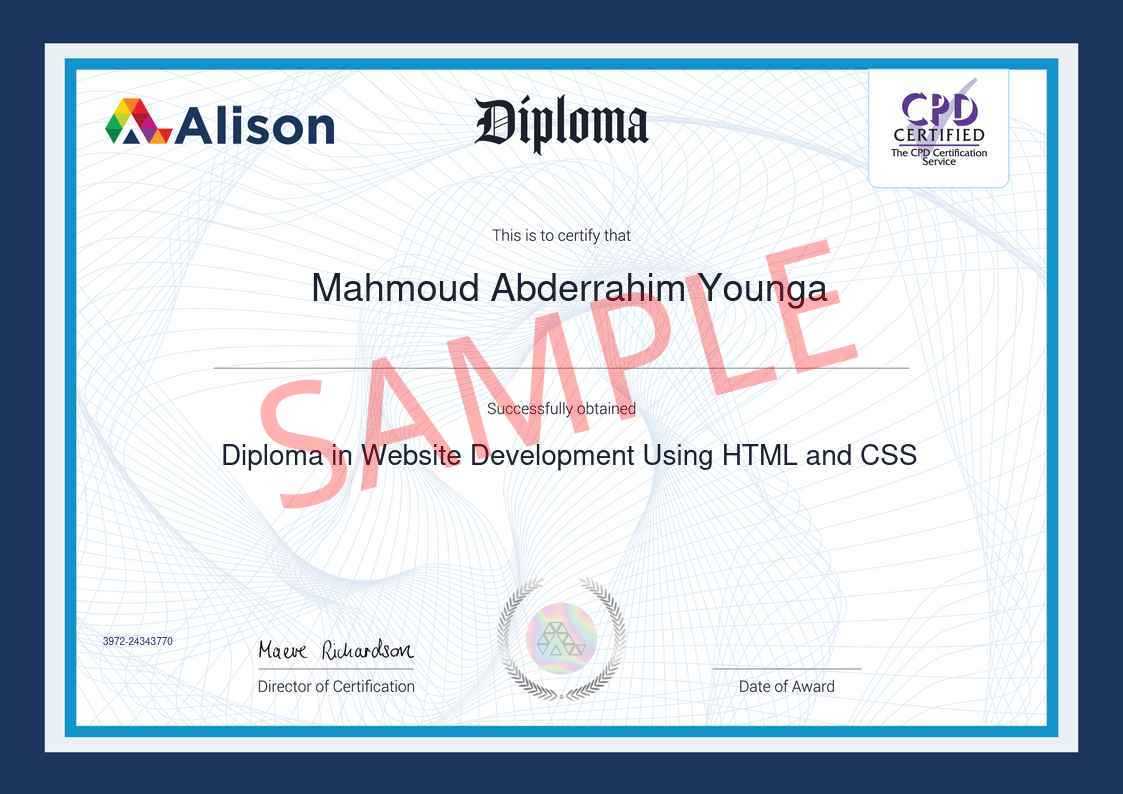 Alison
Diploma
CPD
CERTIFIED
The CPD Certification
Service
This is to certify that
Mahmoud Abderrahim Younga
SAMPLE
Successfully obtained
Diploma in Website Development Using HTML and CSS
3972-24343770
Maeve Richardson
Director of Certification
Date of Award